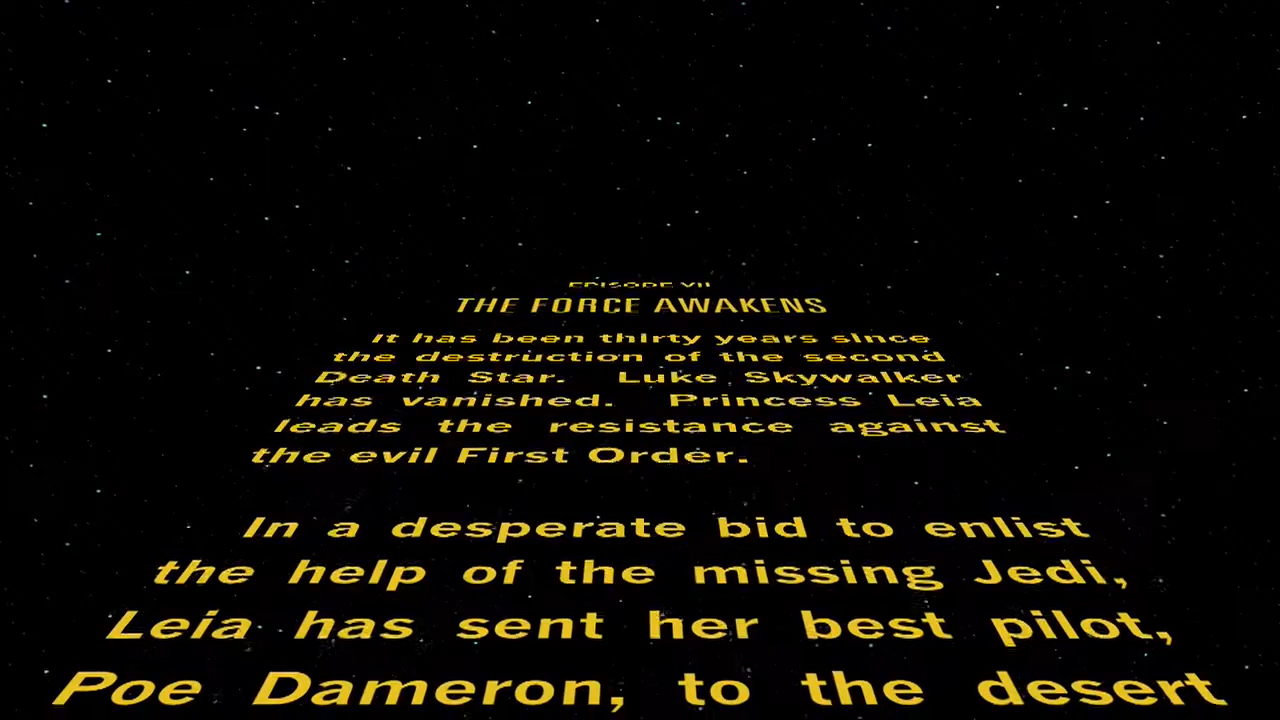 EPISODE VII
THE FORCE AWAKENS
It has been thirty years since
the destruction of the second
Death Star. Luke Skywalker
has vanished. Princess Leia
leads the resistance against
the evil First Order.
In a desperate bid to enlist
the help of the missing Jedi,
Leia has sent her best pilot,
Poe Dameron, to the desert